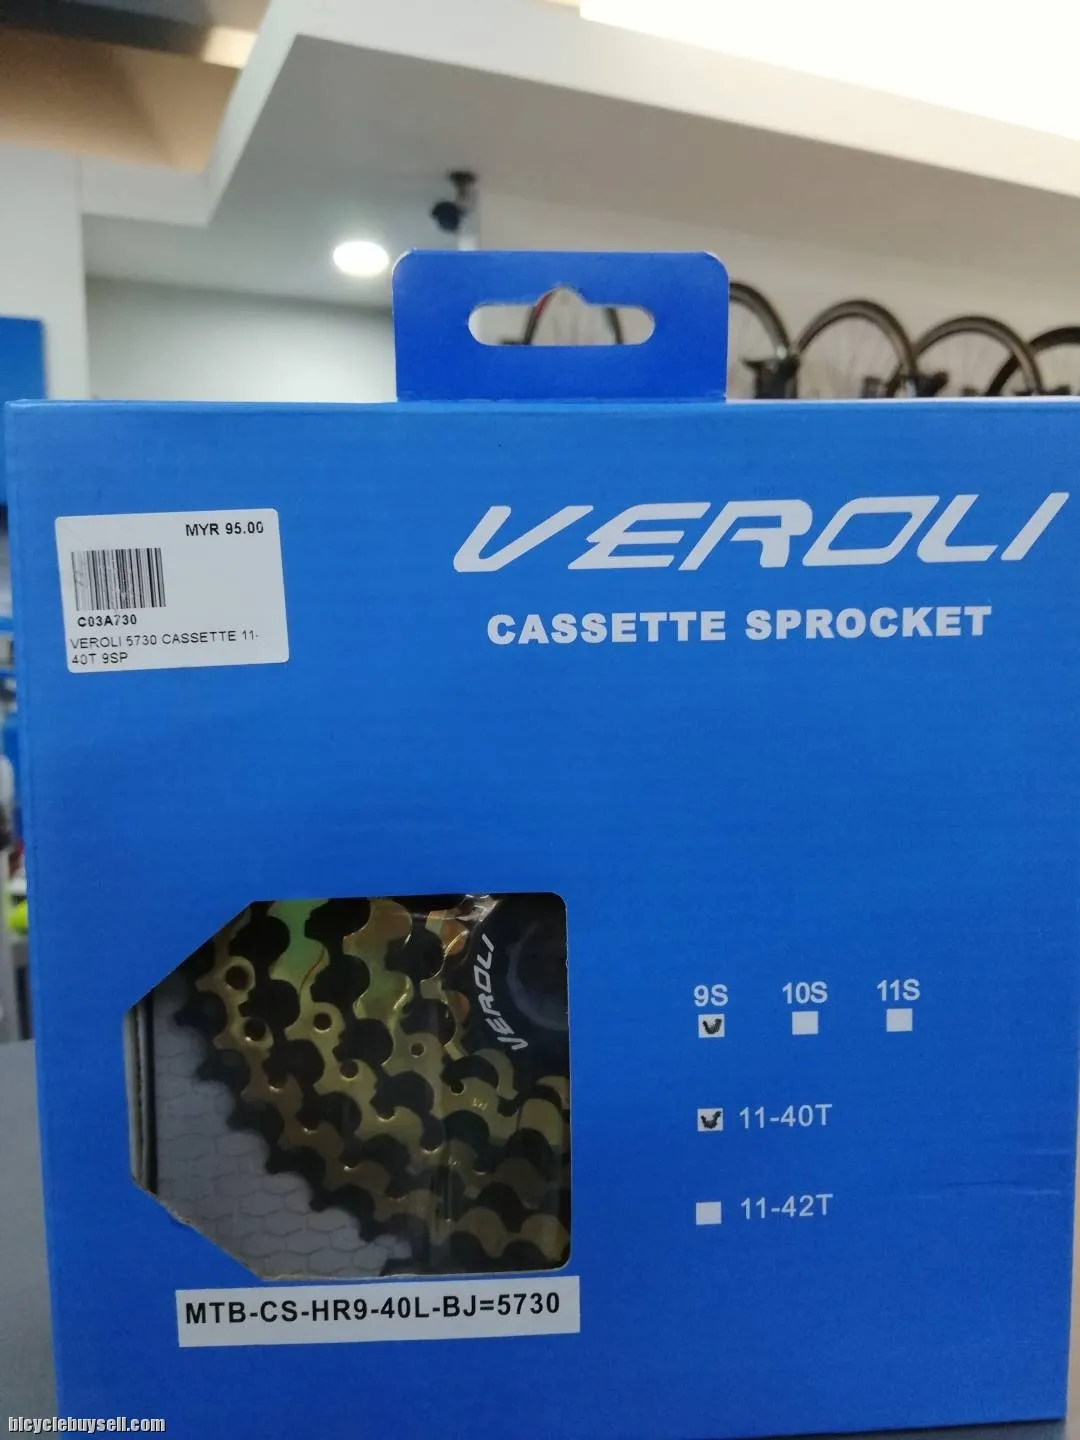 MYR 95.00
C03A730
VEROLI 5730 CASSETTE 11-
40T 9SP
VEROLI
CASSETTE SPROCKET
VEROLI
9S 10S 11S
11-40T
11-42T
MTB-CS-HR9-40L-BJ=5730
bicyclebuysell.com